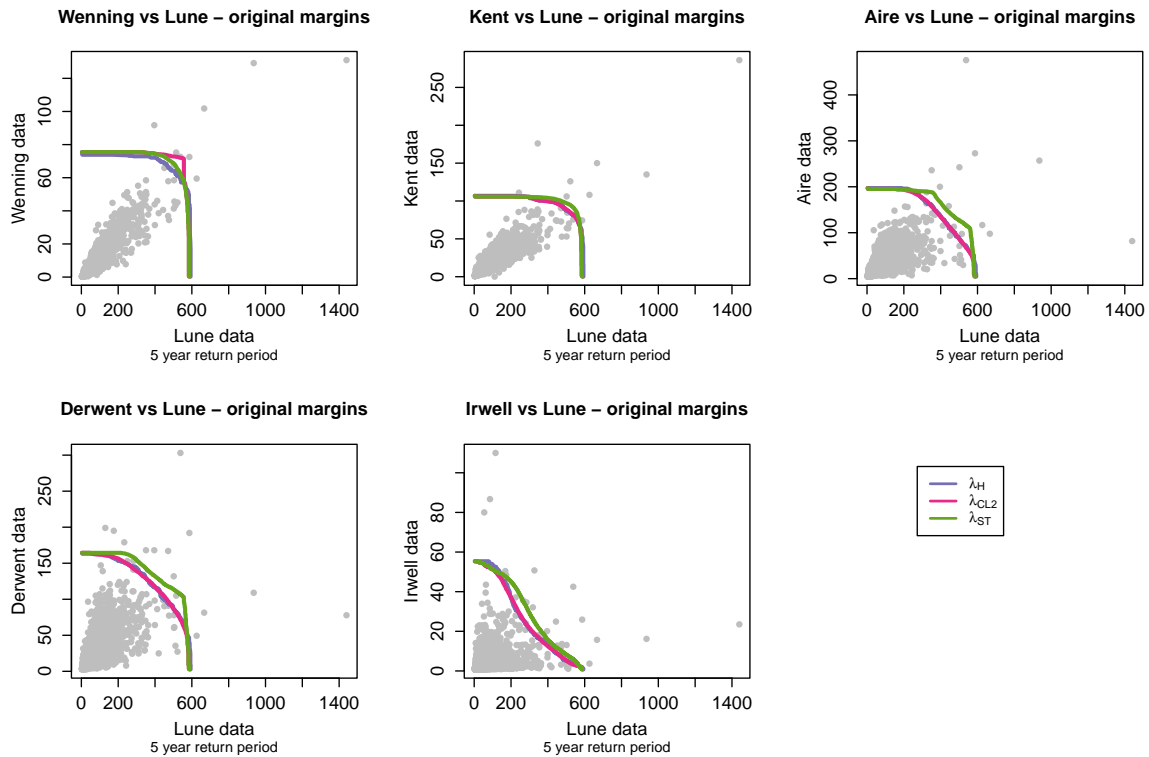 Wenning vs Lune – original margins
Wenning data
0 20 60 100
0 200 600 1000 1400
Lune data
5 year return period
Kent vs Lune – original margins
Kent data
0 50 150 250
0 200 600 1000 1400
Lune data
5 year return period
Aire vs Lune – original margins
Aire data
0 100 200 300 400
0 200 600 1000 1400
Lune data
5 year return period
Derwent vs Lune – original margins
Derwent data
0 50 150 250
0 200 600 1000 1400
Lune data
5 year return period
Irwell vs Lune – original margins
Irwell data
0 20 40 60 80
0 200 600 1000 1400
Lune data
5 year return period
λH
λCL2
λST